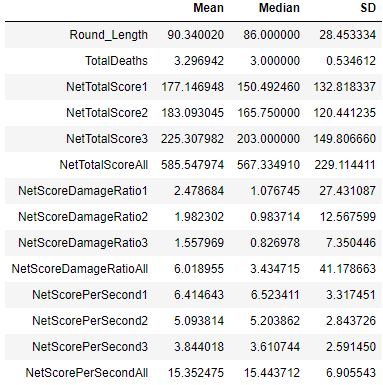 Mean Median SD
Round_Length 90.340020 86.000000 28.453334
TotalDeaths 3.296942 3.000000 0.534612
NetTotalScore1 177.146948 150.492460 132.818337
NetTotalScore2 183.093045 165.750000 120.441235
NetTotalScore3 225.307982 203.000000 149.806660
NetTotalScoreAll 585.547974 567.334910 229.114411
NetScoreDamageRatio1 2.478684 1.076745 27.431087
NetScoreDamageRatio2 1.982302 0.983714 12.567599
NetScoreDamageRatio3 1.557969 0.826978 7.350446
NetScoreDamageRatioAll 6.018955 3.434715 41.178663
NetScorePerSecond1 6.414643 6.523411 3.317451
NetScorePerSecond2 5.093814 5.203862 2.843726
NetScorePerSecond3 3.844018 3.610744 2.591450
NetScorePerSecondAll 15.352475 15.443712 6.905543